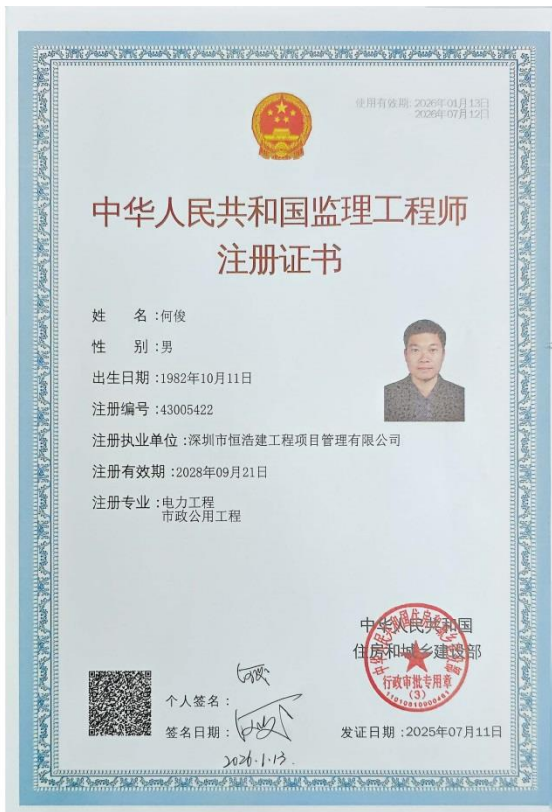 使用有效期: 2026年01月13日
2026年07月12日
中华人民共和国监理工程师
注册证书
姓 名:何俊
性 别:男
出生日期:1982年10月11日
注册编号:43005422
注册执业单位:深圳市恒浩建工程项目管理有限公司
注册有效期:2028年09月21日
注册专业:电力工程
市政公用工程
中华人民共和国
住房和城乡建设部
行政审批专用章
(3)
个人签名:
签名日期:
2026.1.13.
发证日期:2025年07月11日